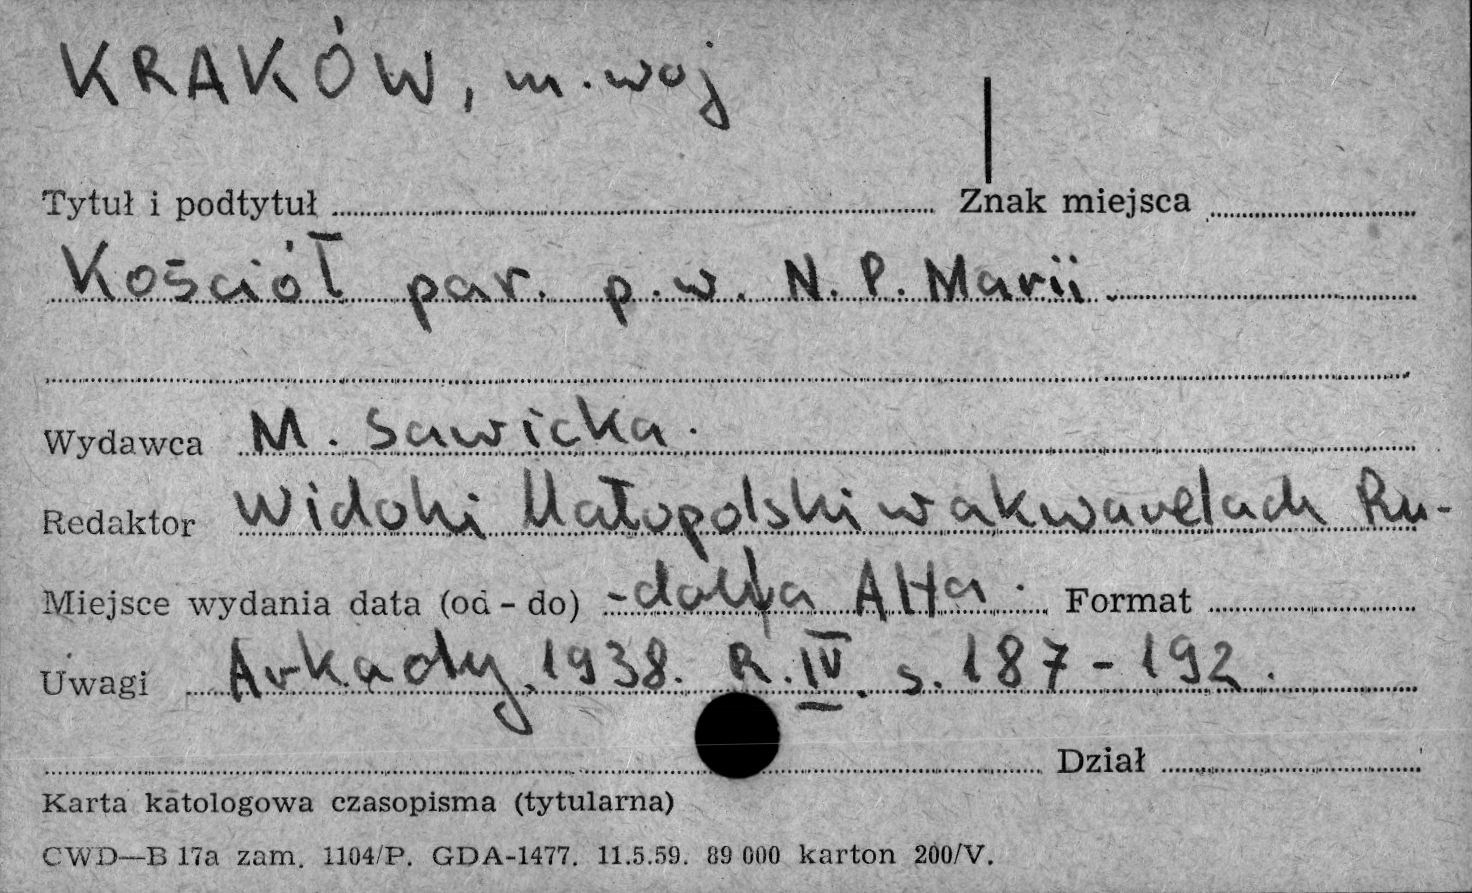 KRAKÓW, m. woj
Tytuł i podtytuł Znak miejsca
Kościół par. p.w. N. P. Marii.
Wydawca M. Sawicka.
Redaktor Widoki Małopolski w akwarelach Ru-
Miejsce wydania data (od - do) -dolfa Alta. Format
Uwagi Arkady, 1938. R. IV. s. 187 - 192.
Dział
Karta katologowa czasopisma (tytularna)
CWD—B 17a zam. 1104/P. GDA-1477. 11.5.59. 89 000 karton 200/V.